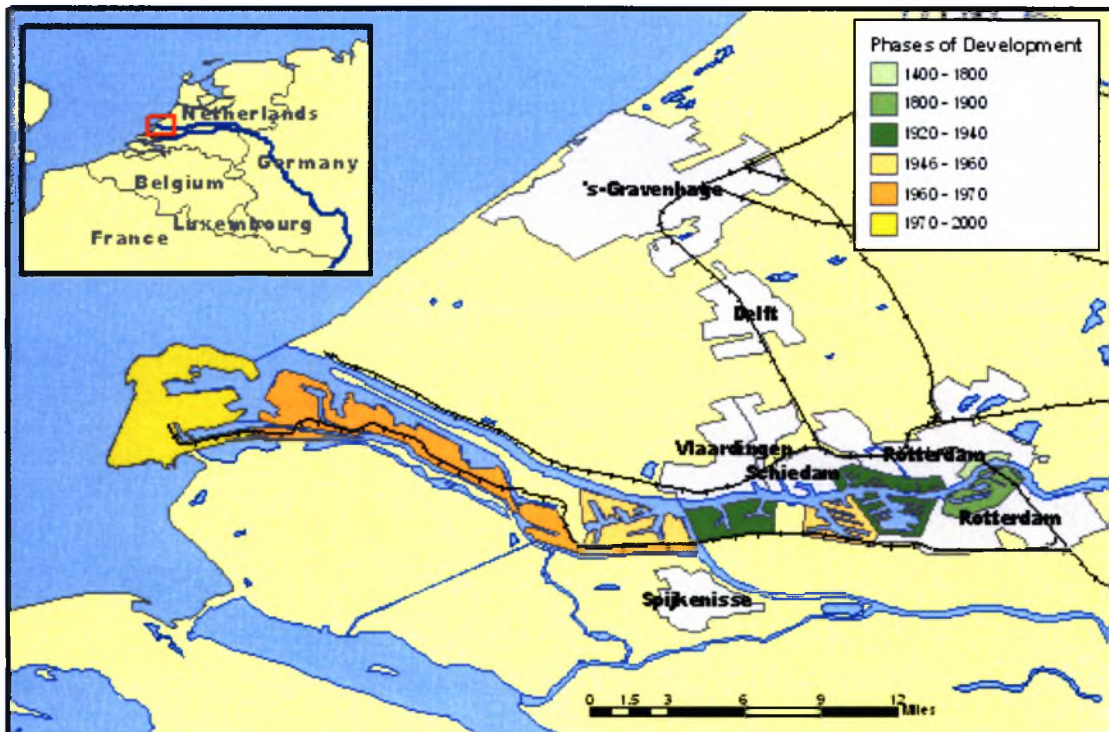 Netherlands
Germany
Belgium
Luxembourg
France
Phases of Development
1400 - 1800
1800 - 1900
1920 - 1940
1946 - 1960
1960 - 1970
1970 - 2000
's-Gravenhage
Delft
Vlaardingen
Schiedam
Rotterdam
Rotterdam
Spijkenisse
0 1.5 3 6 9 12
Miles